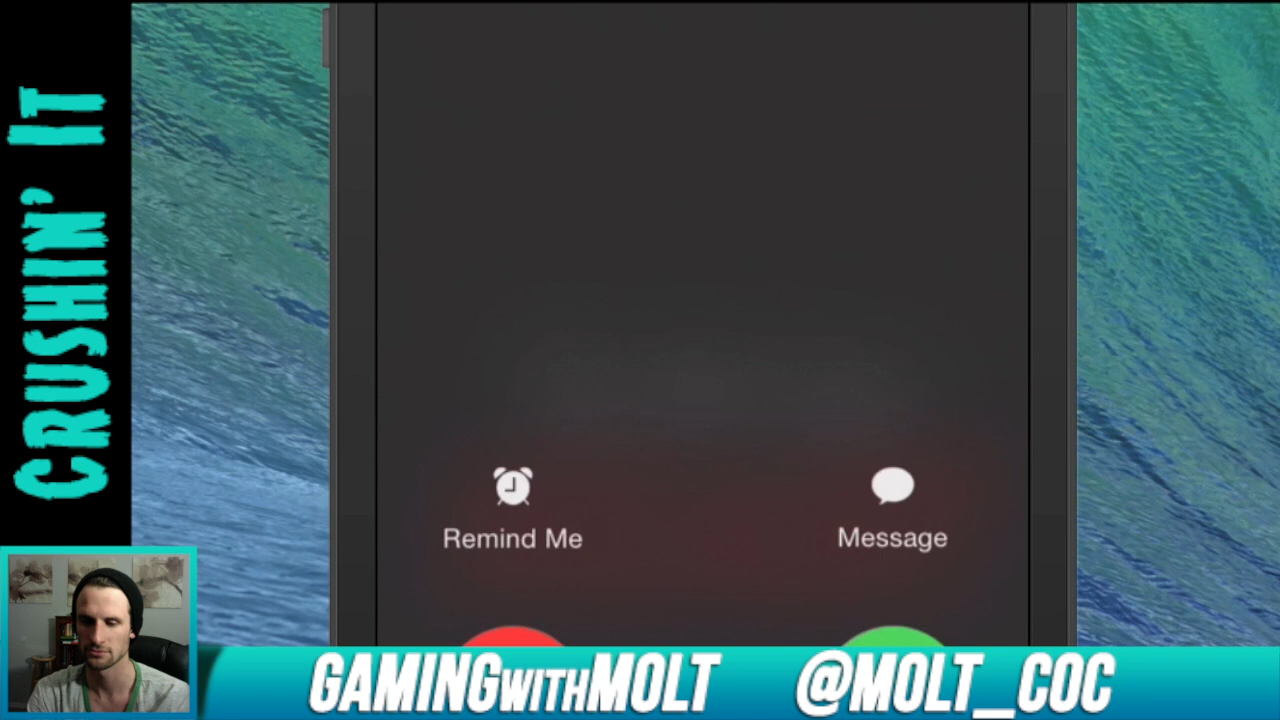 CRUSHIN' IT
Remind Me
Message
GAMINGWITHMOLT
@MOLT_COC